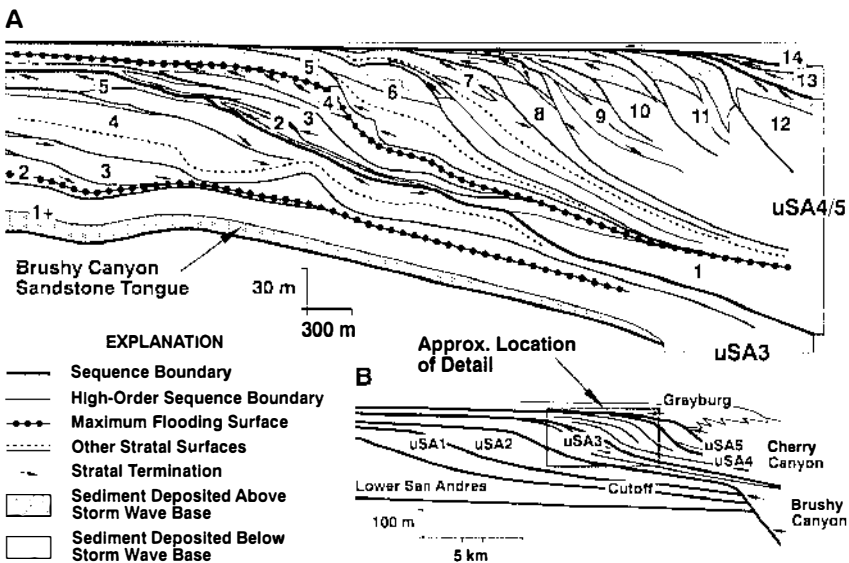 A
5
5
4
3
2
2
1+
3
4
5
6
7
8
9
10
11
12
13
14
1
uSA4/5
uSA3
Brushy Canyon
Sandstone Tongue
30 m
300 m
EXPLANATION
Sequence Boundary
High-Order Sequence Boundary
Maximum Flooding Surface
Other Stratal Surfaces
Stratal Termination
Sediment Deposited Above
Storm Wave Base
Sediment Deposited Below
Storm Wave Base
Approx. Location
of Detail
B
Grayburg
uSA1
uSA2
uSA3
uSA5
uSA4
Cherry
Canyon
Lower San Andres
Cutoff
Brushy
Canyon
100 m
5 km